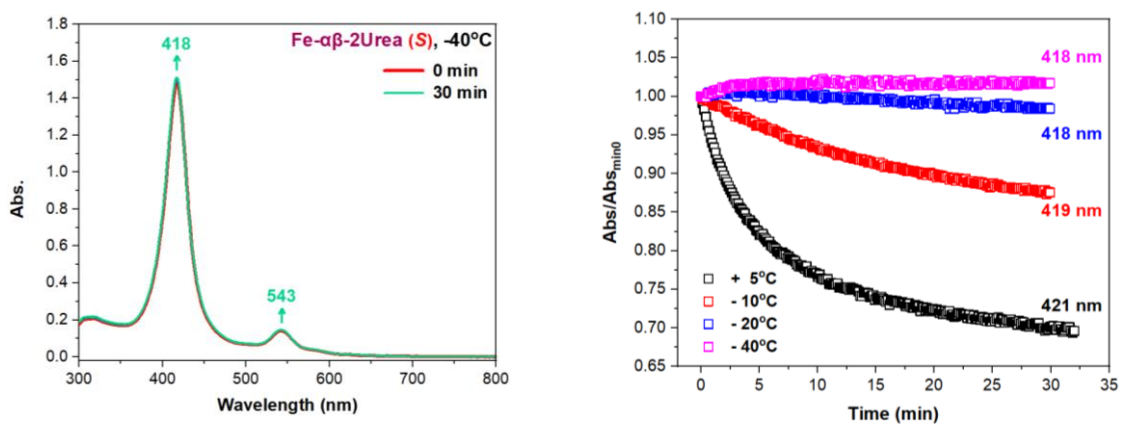 Fe-αβ-2Urea (S), -40°C
418
0 min
30 min
543
1.8
1.6
1.4
1.2
1.0
0.8
0.6
0.4
0.2
0.0
Abs.
300
400
500
600
700
800
Wavelength (nm)
1.10
1.05
1.00
0.95
0.90
0.85
0.80
0.75
0.70
0.65
Abs/Absmin0
418 nm
418 nm
419 nm
421 nm
+ 5°C
- 10°C
- 20°C
- 40°C
0
5
10
15
20
25
30
35
Time (min)